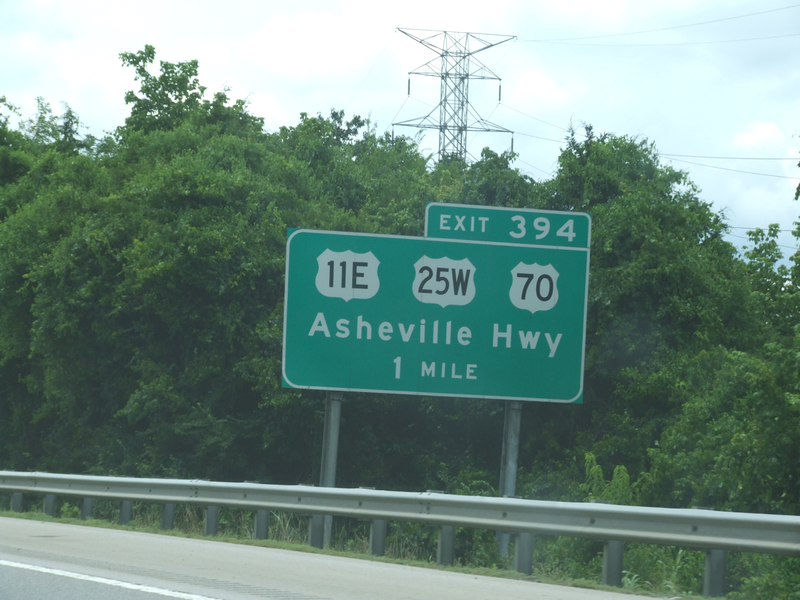 EXIT 394
11E 25W 70
Asheville Hwy
1 MILE